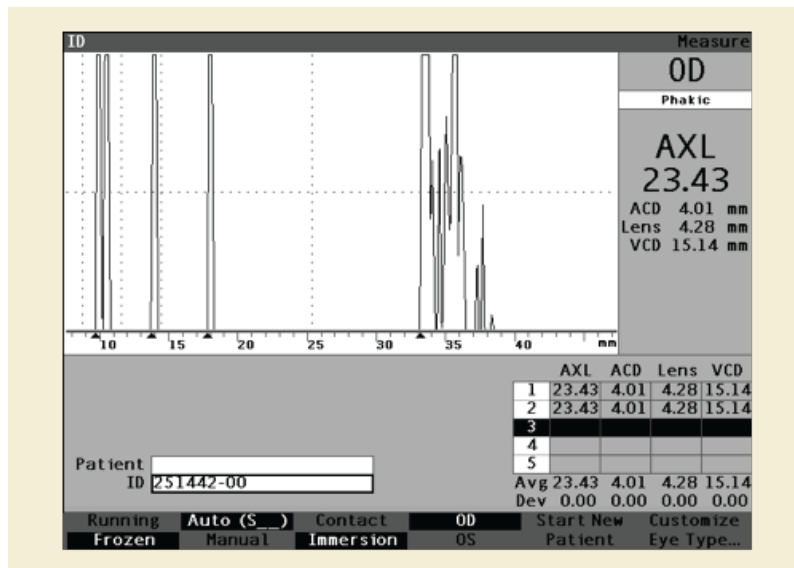 ID Measure
OD
Phakic
AXL
23.43
ACD 4.01 mm
Lens 4.28 mm
VCD 15.14 mm
10 15 20 25 30 35 40 mm
AXL ACD Lens VCD
1 23.43 4.01 4.28 15.14
2 23.43 4.01 4.28 15.14
3
4
5
Avg 23.43 4.01 4.28 15.14
Dev 0.00 0.00 0.00 0.00
Patient
ID 251442-00
Running Auto (S__) Contact OD Start New Customize
Frozen Manual Immersion OS Patient Eye Type...